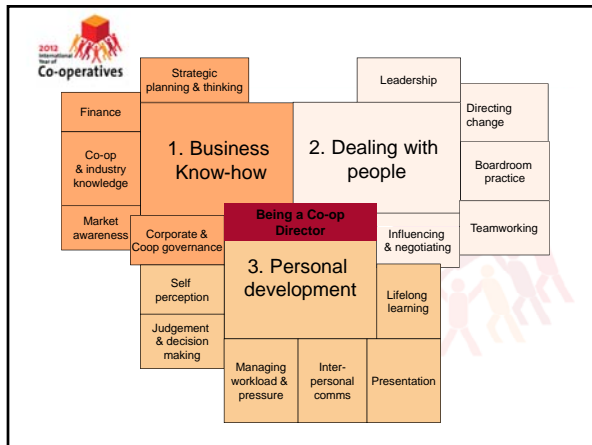 2012
International
Year of
Co-operatives
Strategic
planning & thinking
Leadership
Finance
Directing
change
1. Business
Know-how
2. Dealing with
people
Co-op
& industry
knowledge
Boardroom
practice
Market
awareness
Being a Co-op
Director
Teamworking
Corporate &
Coop governance
Influencing
& negotiating
3. Personal
development
Self
perception
Lifelong
learning
Judgement
& decision
making
Managing
workload &
pressure
Inter-
personal
comms
Presentation